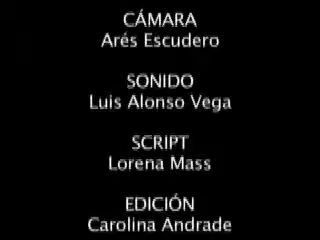 CÁMARA
Arés Escudero
SONIDO
Luis Alonso Vega
SCRIPT
Lorena Mass
EDICIÓN
Carolina Andrade